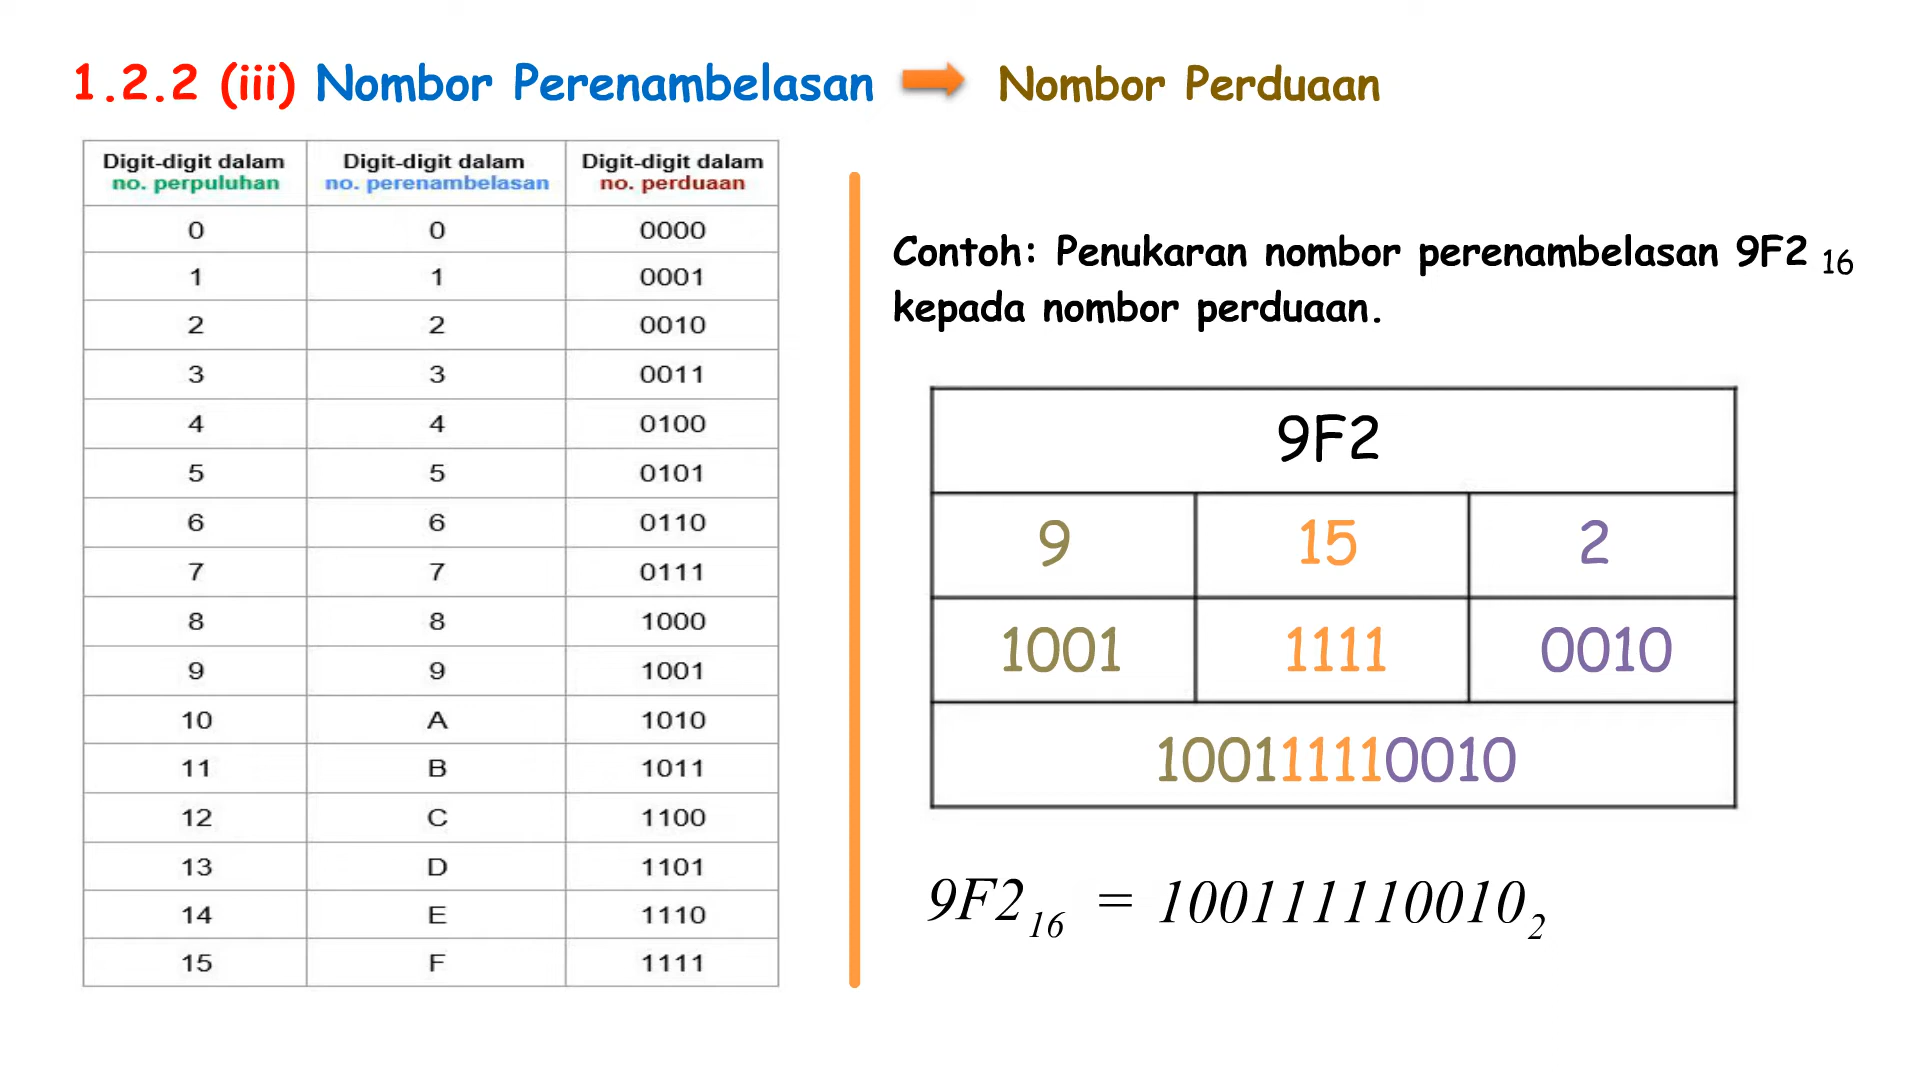 1.2.2 (iii) Nombor Perenambelasan Nombor Perduaan
Digit-digit dalam no. perpuluhan Digit-digit dalam no. perenambelasan Digit-digit dalam no. perduaan
0 0 0000
1 1 0001
2 2 0010
3 3 0011
4 4 0100
5 5 0101
6 6 0110
7 7 0111
8 8 1000
9 9 1001
10 A 1010
11 B 1011
12 C 1100
13 D 1101
14 E 1110
15 F 1111
Contoh: Penukaran nombor perenambelasan 9F2 16
kepada nombor perduaan.
9F2
9 15 2
1001 1111 0010
100111110010
9F2 16 = 100111110010 2